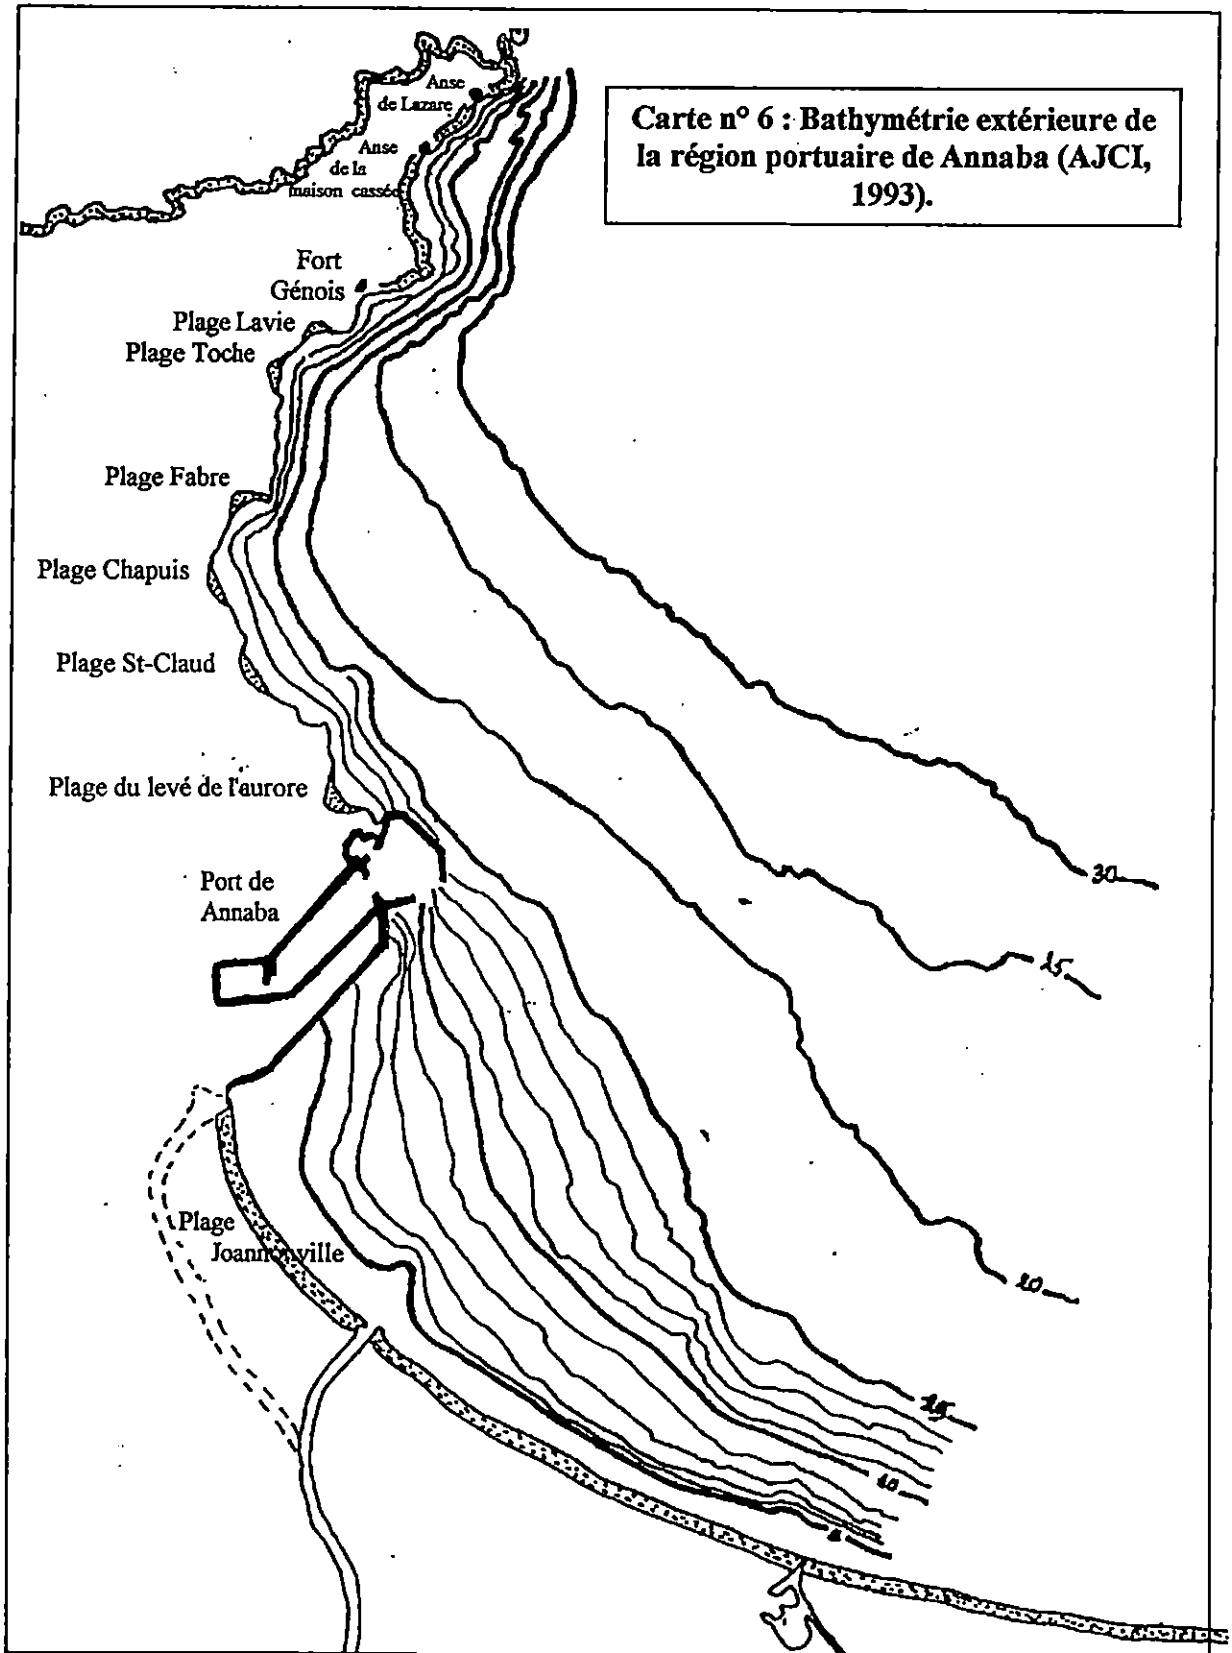 Carte n° 6 : Bathymétrie extérieure de
la région portuaire de Annaba (AJCI,
1993).
Anse
de Lazare
Anse
de la
maison cassée
Fort
Génois
Plage Lavie
Plage Toche
Plage Fabre
Plage Chapuis
Plage St-Claud
Plage du levé de l'aurore
Port de
Annaba
Plage
Joannonville
30
25
20
10